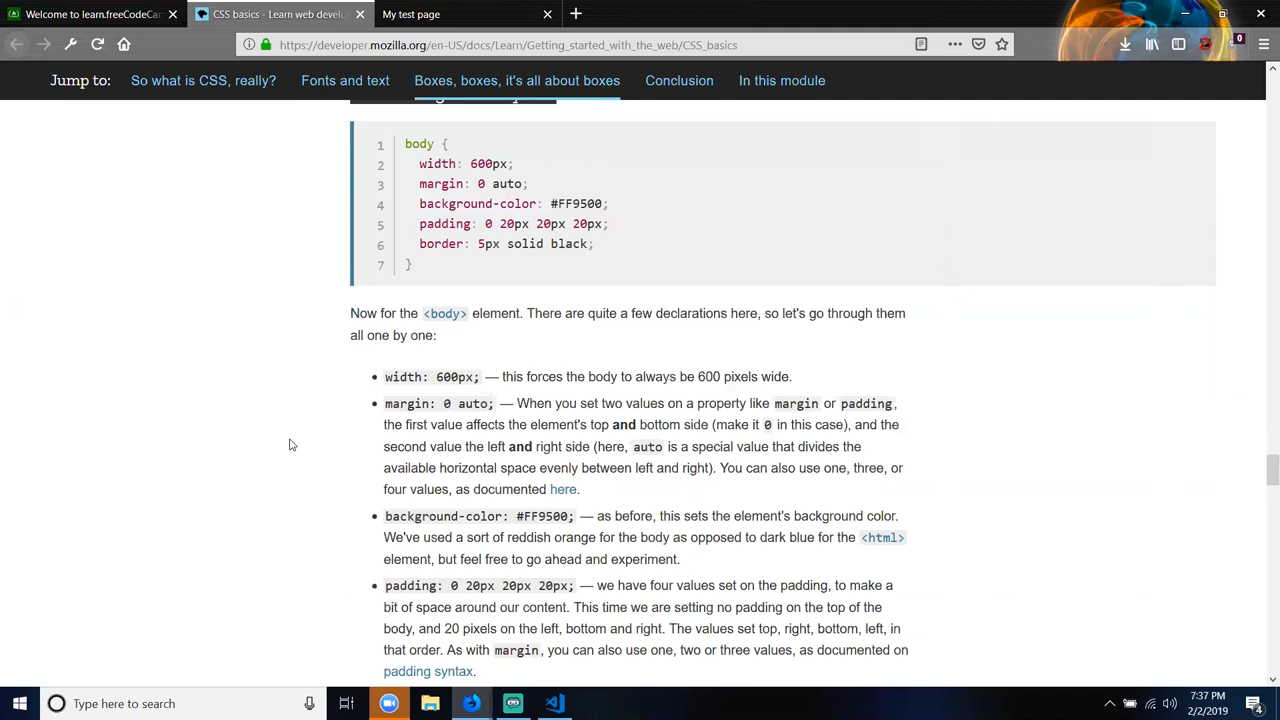 Welcome to learn.freeCodeCam
CSS basics - Learn web develo
My test page
https://developer.mozilla.org/en-US/docs/Learn/Getting_started_with_the_web/CSS_basics
0
Jump to:
So what is CSS, really?
Fonts and text
Boxes, boxes, it's all about boxes
Conclusion
In this module
1 body {
2 width: 600px;
3 margin: 0 auto;
4 background-color: #FF9500;
5 padding: 0 20px 20px 20px;
6 border: 5px solid black;
7 }
Now for the <body> element. There are quite a few declarations here, so let's go through them
all one by one:
• width: 600px; — this forces the body to always be 600 pixels wide.
• margin: 0 auto; — When you set two values on a property like margin or padding,
the first value affects the element's top and bottom side (make it 0 in this case), and the
second value the left and right side (here, auto is a special value that divides the
available horizontal space evenly between left and right). You can also use one, three, or
four values, as documented here.
• background-color: #FF9500; — as before, this sets the element's background color.
We've used a sort of reddish orange for the body as opposed to dark blue for the <html>
element, but feel free to go ahead and experiment.
• padding: 0 20px 20px 20px; — we have four values set on the padding, to make a
bit of space around our content. This time we are setting no padding on the top of the
body, and 20 pixels on the left, bottom and right. The values set top, right, bottom, left, in
that order. As with margin, you can also use one, two or three values, as documented on
padding syntax.
Type here to search
7:37 PM
2/2/2019
4